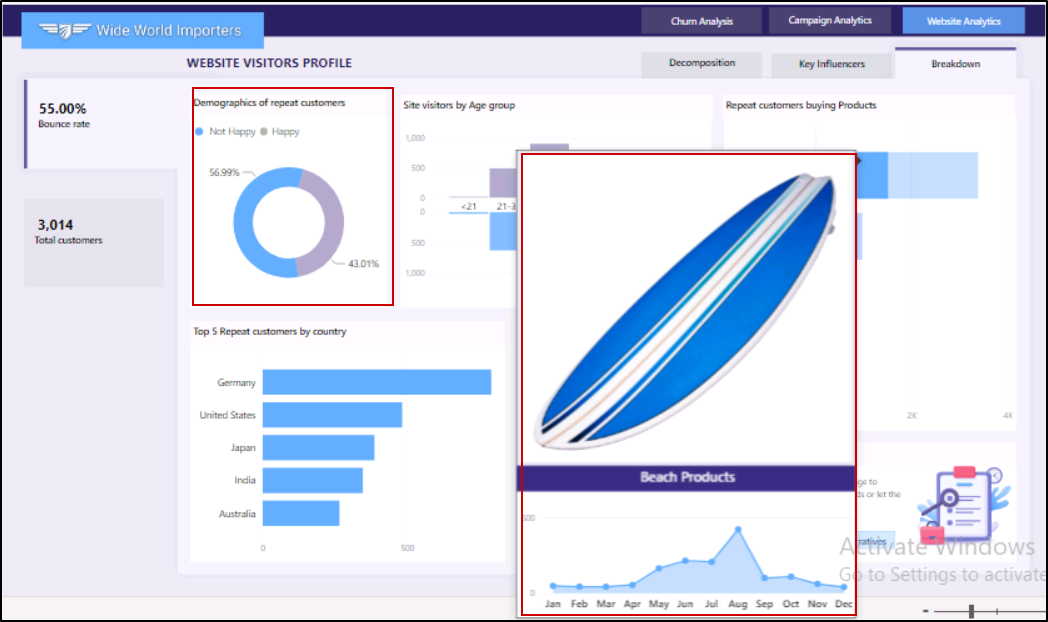 Wide World Importers
Churn Analysis
Campaign Analytics
Website Analytics
WEBSITE VISITORS PROFILE
Decomposition
Key Influencers
Breakdown
55.00%
Bounce rate
3,014
Total customers
Demographics of repeat customers
Not Happy
Happy
56.99%
43.01%
Site visitors by Age group
1,000
500
0
<21
21-3
0
500
1,000
Repeat customers buying Products
2K
4K
Top 5 Repeat customers by country
Germany
United States
Japan
India
Australia
0
500
Beach Products
500
0
Jan Feb Mar Apr May Jun Jul Aug Sep Oct Nov Dec
ge to
ds or let the
ratives
Activate Windows
Go to Settings to activate